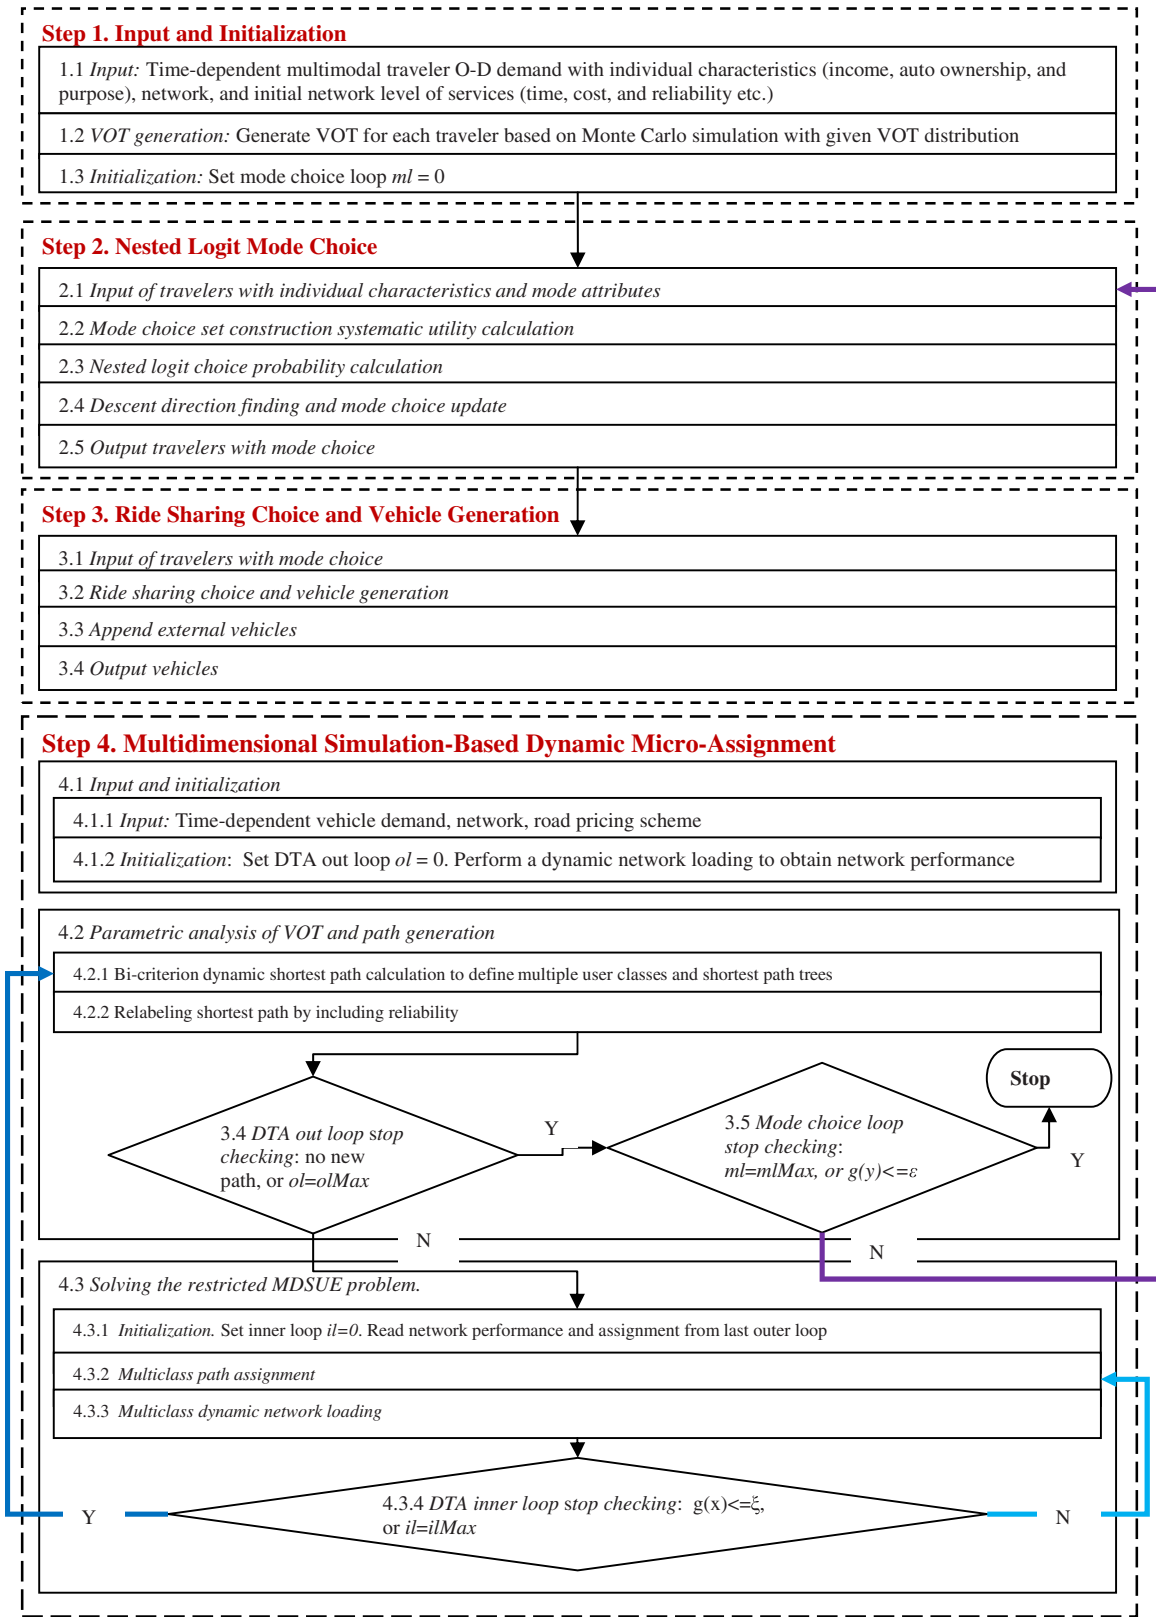 Step 1. Input and Initialization
1.1 Input: Time-dependent multimodal traveler O-D demand with individual characteristics (income, auto ownership, and
purpose), network, and initial network level of services (time, cost, and reliability etc.)
1.2 VOT generation: Generate VOT for each traveler based on Monte Carlo simulation with given VOT distribution
1.3 Initialization: Set mode choice loop ml = 0
Step 2. Nested Logit Mode Choice
2.1 Input of travelers with individual characteristics and mode attributes
2.2 Mode choice set construction systematic utility calculation
2.3 Nested logit choice probability calculation
2.4 Descent direction finding and mode choice update
2.5 Output travelers with mode choice
Step 3. Ride Sharing Choice and Vehicle Generation
3.1 Input of travelers with mode choice
3.2 Ride sharing choice and vehicle generation
3.3 Append external vehicles
3.4 Output vehicles
Step 4. Multidimensional Simulation-Based Dynamic Micro-Assignment
4.1 Input and initialization
4.1.1 Input: Time-dependent vehicle demand, network, road pricing scheme
4.1.2 Initialization: Set DTA out loop ol = 0. Perform a dynamic network loading to obtain network performance
4.2 Parametric analysis of VOT and path generation
4.2.1 Bi-criterion dynamic shortest path calculation to define multiple user classes and shortest path trees
4.2.2 Relabeling shortest path by including reliability
Stop
3.4 DTA out loop stop
checking: no new
path, or ol=olMax
Y
3.5 Mode choice loop
stop checking:
ml=mlMax, or g(y)<=ε
Y
N
N
4.3 Solving the restricted MDSUE problem.
4.3.1 Initialization. Set inner loop il=0. Read network performance and assignment from last outer loop
4.3.2 Multiclass path assignment
4.3.3 Multiclass dynamic network loading
4.3.4 DTA inner loop stop checking: g(x)<=ξ,
or il=ilMax
Y
N